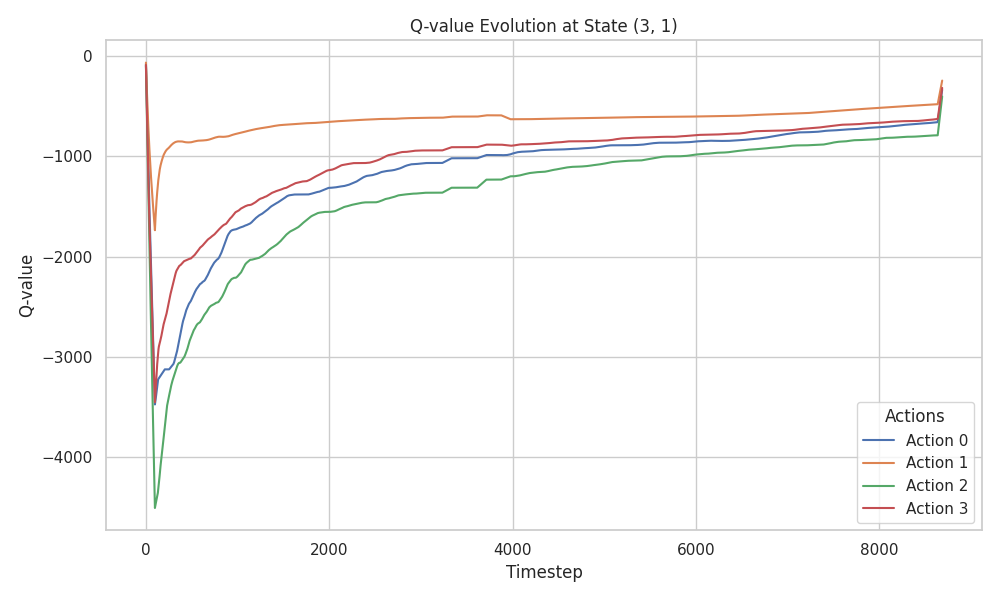 Q-value Evolution at State (3, 1)
Q-value
0
−1000
−2000
−3000
−4000
0
2000
4000
6000
8000
Timestep
Actions
Action 0
Action 1
Action 2
Action 3